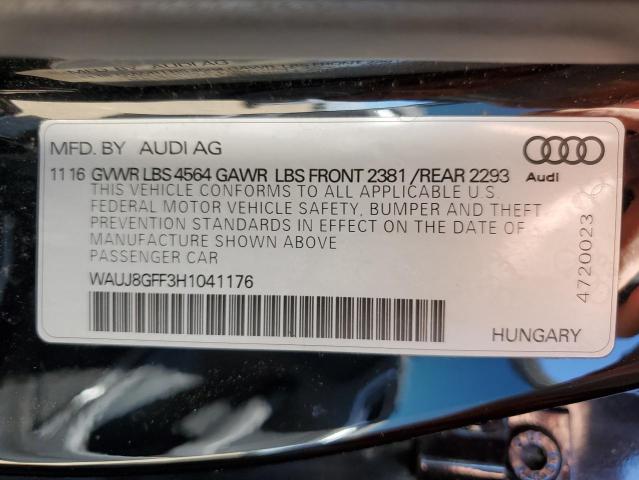 MFD. BY AUDI AG
Audi
11 16 GVWR LBS 4564 GAWR LBS FRONT 2381 /REAR 2293
THIS VEHICLE CONFORMS TO ALL APPLICABLE U.S.
FEDERAL MOTOR VEHICLE SAFETY, BUMPER AND THEFT
PREVENTION STANDARDS IN EFFECT ON THE DATE OF
MANUFACTURE SHOWN ABOVE
PASSENGER CAR
WAUJ8GFF3H1041176
4720023
HUNGARY